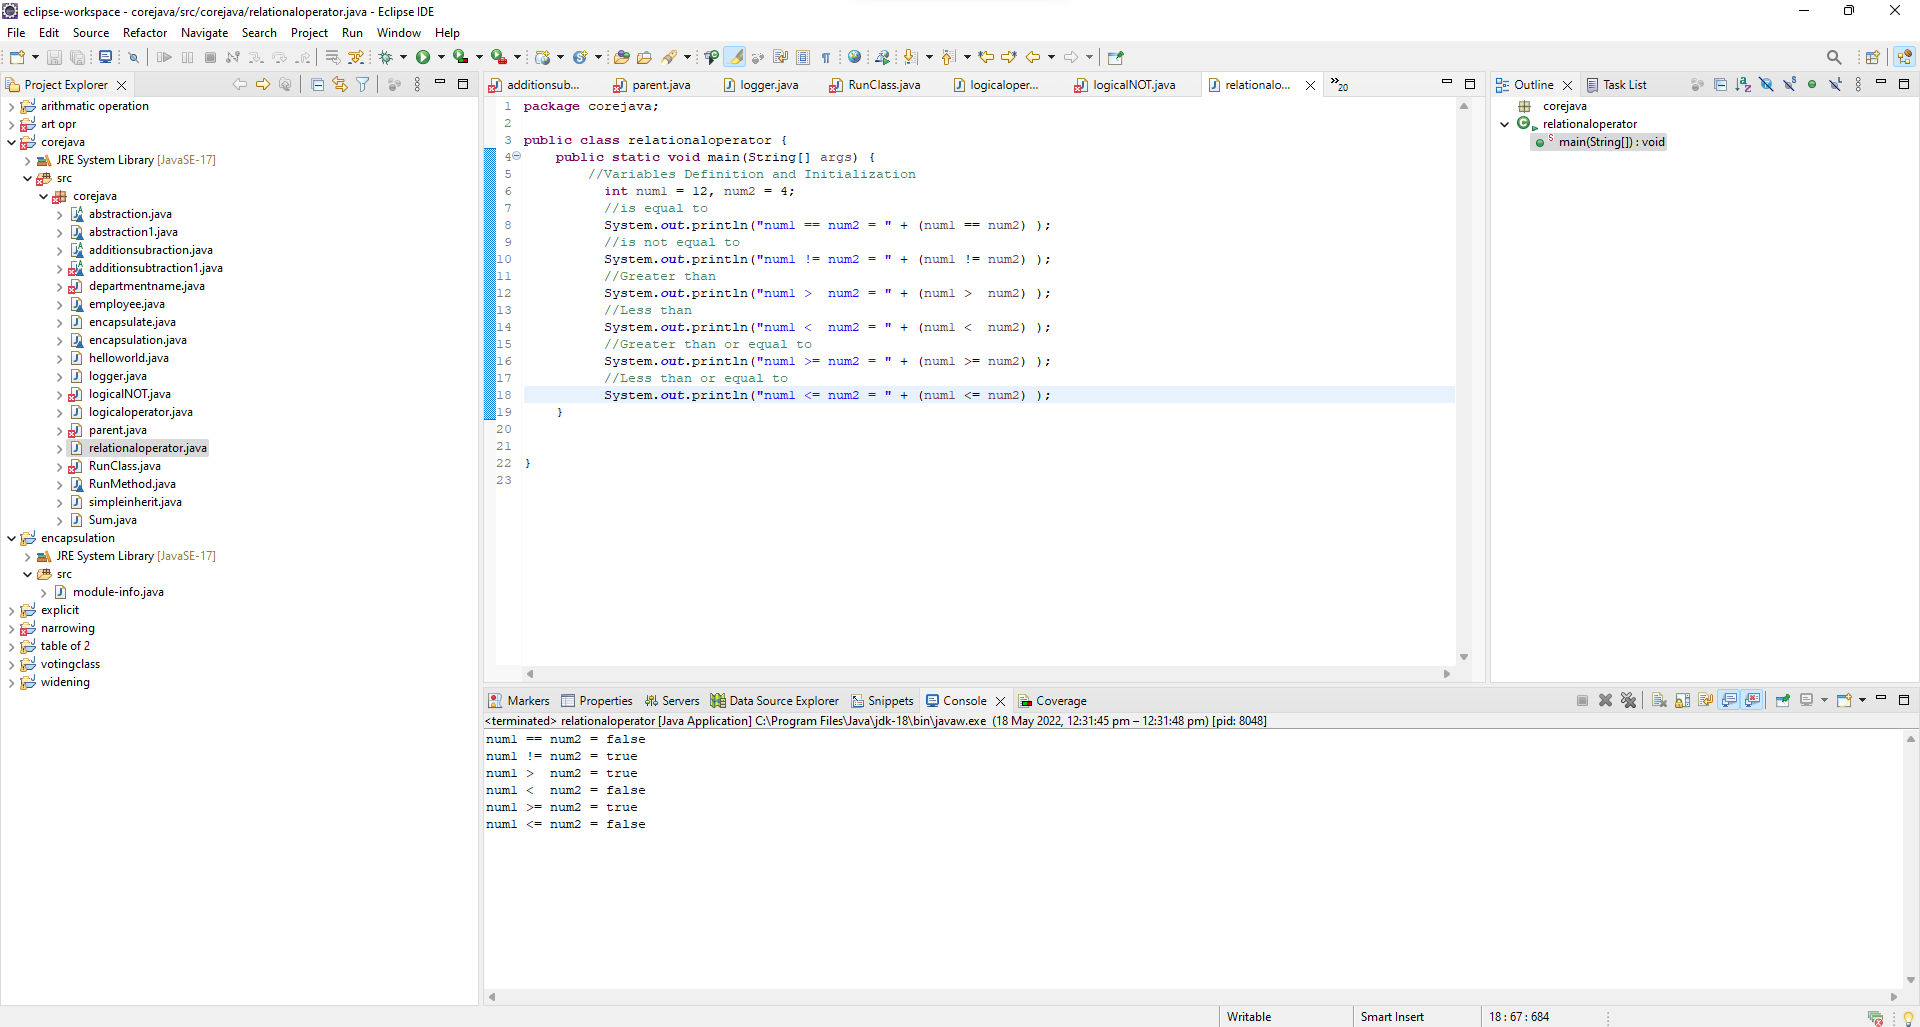 eclipse-workspace - corejava/src/corejava/relationaloperator.java - Eclipse IDE
File Edit Source Refactor Navigate Search Project Run Window Help
Project Explorer
arithmatic operation
art opr
corejava
JRE System Library [JavaSE-17]
src
corejava
abstraction.java
abstraction1.java
additionsubraction.java
additionsubtraction1.java
departmentname.java
employee.java
encapsulate.java
encapsulation.java
helloworld.java
logger.java
logicalNOT.java
logicaloperator.java
parent.java
relationaloperator.java
RunClass.java
RunMethod.java
simpleinherit.java
Sum.java
encapsulation
JRE System Library [JavaSE-17]
src
module-info.java
explicit
narrowing
table of 2
votingclass
widening
additionsub... parent.java logger.java RunClass.java logicaloper... logicalNOT.java relationalo... »20
1 package corejava;
2
3 public class relationaloperator {
4 public static void main(String[] args) {
5 //Variables Definition and Initialization
6 int num1 = 12, num2 = 4;
7 //is equal to
8 System.out.println("num1 == num2 = " + (num1 == num2) );
9 //is not equal to
10 System.out.println("num1 != num2 = " + (num1 != num2) );
11 //Greater than
12 System.out.println("num1 >  num2 = " + (num1 >  num2) );
13 //Less than
14 System.out.println("num1 <  num2 = " + (num1 <  num2) );
15 //Greater than or equal to
16 System.out.println("num1 >= num2 = " + (num1 >= num2) );
17 //Less than or equal to
18 System.out.println("num1 <= num2 = " + (num1 <= num2) );
19 }
20
21
22 }
23
Outline Task List
corejava
relationaloperator
main(String[]) : void
Markers Properties Servers Data Source Explorer Snippets Console Coverage
<terminated> relationaloperator [Java Application] C:\Program Files\Java\jdk-18\bin\javaw.exe (18 May 2022, 12:31:45 pm – 12:31:48 pm) [pid: 8048]
num1 == num2 = false
num1 != num2 = true
num1 >  num2 = true
num1 <  num2 = false
num1 >= num2 = true
num1 <= num2 = false
Writable Smart Insert 18 : 67 : 684